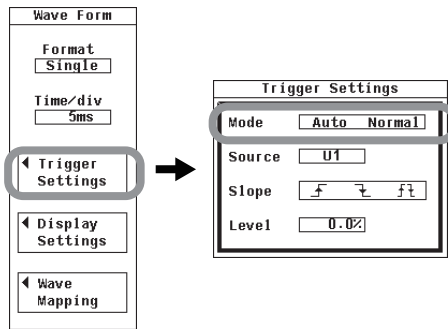 Wave Form
Format
Single
Time/div
5ms
Trigger
Settings
Display
Settings
Wave
Mapping
Trigger Settings
Mode Auto Normal
Source U1
Slope
Level 0.0%